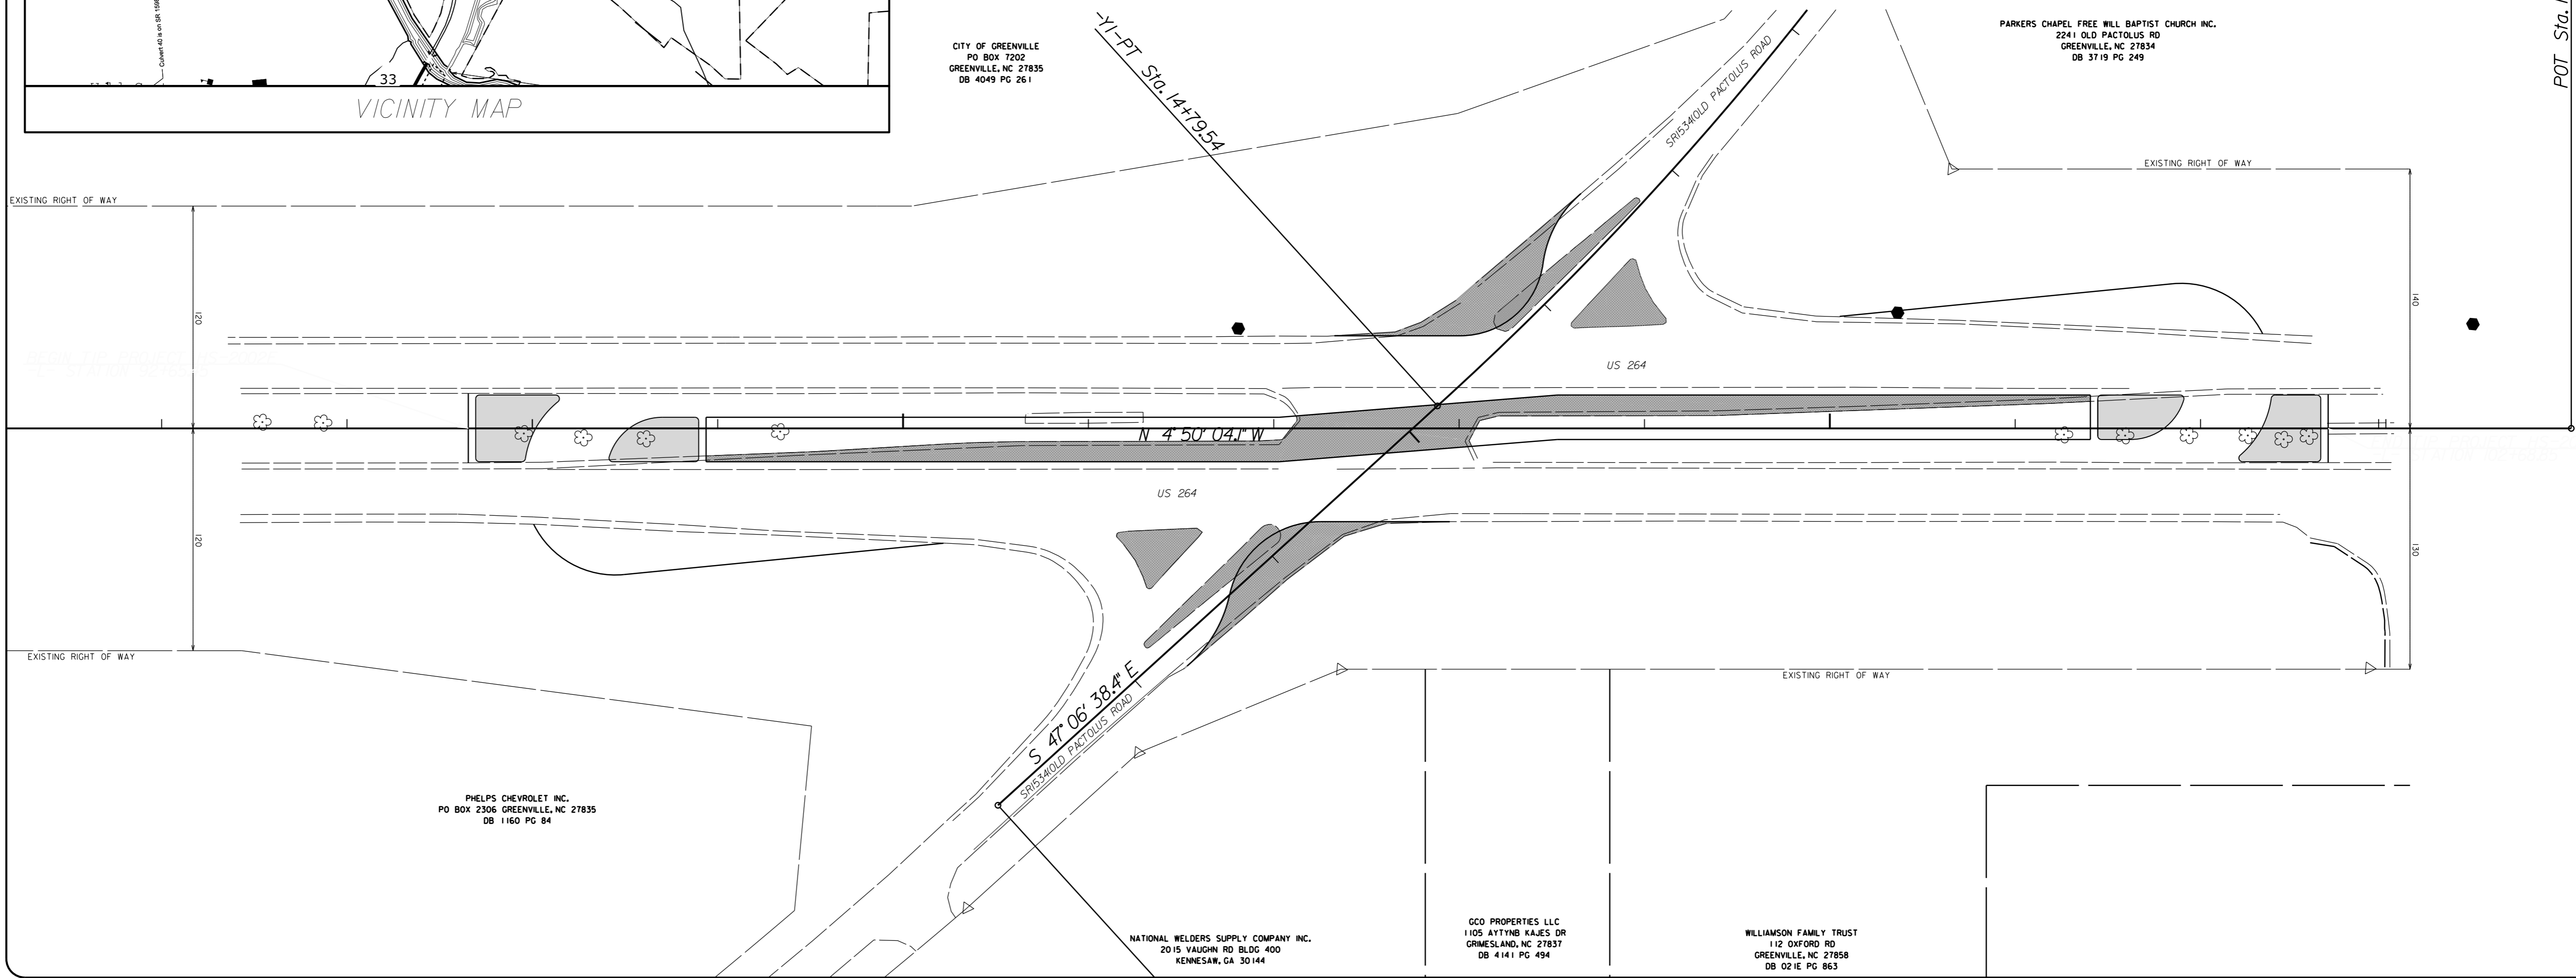 Culvert 40 is on SR 1598
33
VICINITY MAP
CITY OF GREENVILLE
PO BOX 7202
GREENVILLE, NC 27835
DB 4049 PG 261
-Y1-PT Sta. 14+79.54
SR1534(OLD PACTOLUS ROAD
PARKERS CHAPEL FREE WILL BAPTIST CHURCH INC.
2241 OLD PACTOLUS RD
GREENVILLE, NC 27834
DB 3719 PG 249
POT Sta.
EXISTING RIGHT OF WAY
EXISTING RIGHT OF WAY
120
140
US 264
N 4° 50' 04.1" W
US 264
120
130
EXISTING RIGHT OF WAY
EXISTING RIGHT OF WAY
S 47° 06' 38.4" E
SR1534(OLD PACTOLUS ROAD
PHELPS CHEVROLET INC.
PO BOX 2306 GREENVILLE, NC 27835
DB 1160 PG 84
NATIONAL WELDERS SUPPLY COMPANY INC.
2015 VAUGHN RD BLDG 400
KENNESAW, GA 30144
GCO PROPERTIES LLC
1105 AYTYNB KAJES DR
GRIMESLAND, NC 27837
DB 4141 PG 494
WILLIAMSON FAMILY TRUST
112 OXFORD RD
GREENVILLE, NC 27858
DB 021E PG 863